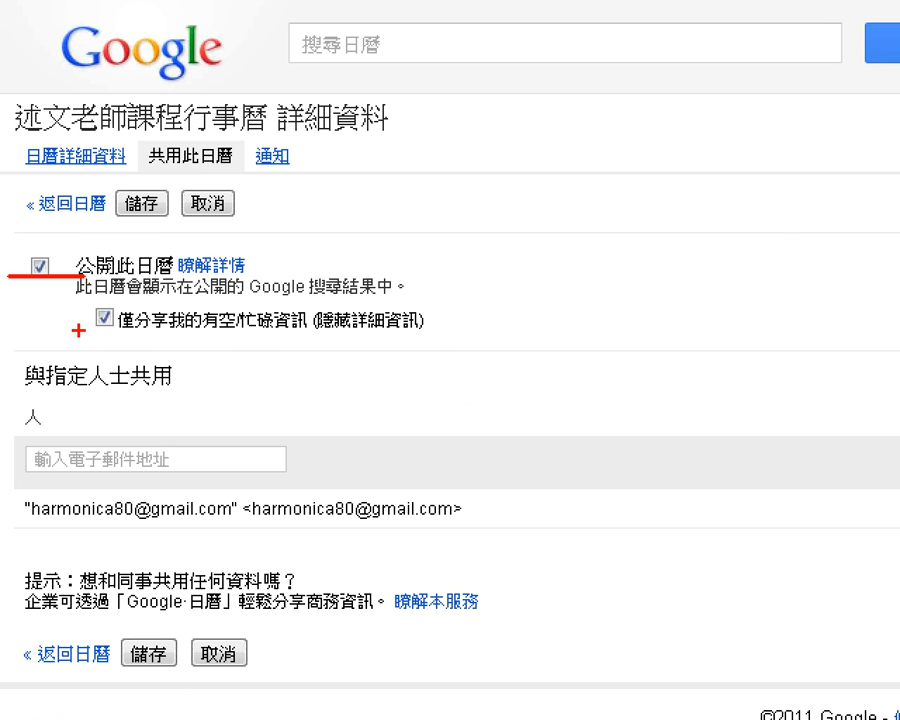 Google
搜尋日曆
述文老師課程行事曆 詳細資料
日曆詳細資料 共用此日曆 通知
« 返回日曆 儲存 取消
公開此日曆 瞭解詳情
此日曆會顯示在公開的 Google 搜尋結果中。
僅分享我的有空/忙碌資訊 (隱藏詳細資訊)
與指定人士共用
人
輸入電子郵件地址
"harmonica80@gmail.com" <harmonica80@gmail.com>
提示：想和同事共用任何資料嗎？
企業可透過「Google 日曆」輕鬆分享商務資訊。 瞭解本服務
« 返回日曆 儲存 取消
©2011 Google -